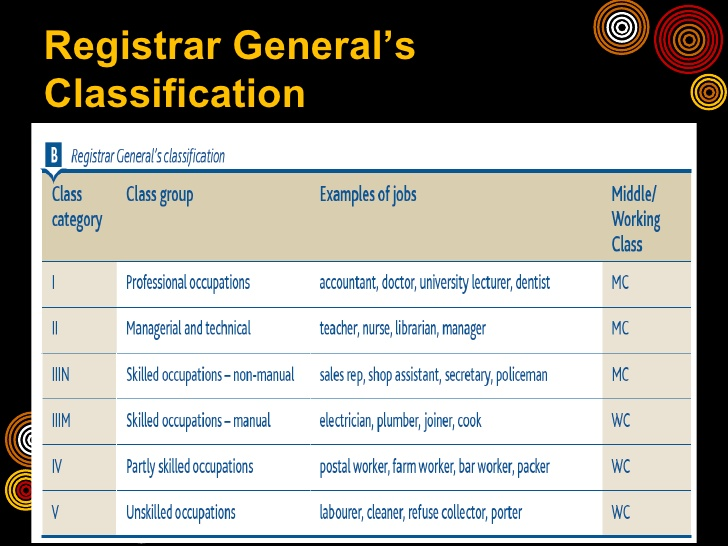 Registrar General’s
Classification
B Registrar General's classification
Class category Class group Examples of jobs Middle/ Working Class
I Professional occupations accountant, doctor, university lecturer, dentist MC
II Managerial and technical teacher, nurse, librarian, manager MC
IIIN Skilled occupations – non-manual sales rep, shop assistant, secretary, policeman MC
IIIM Skilled occupations – manual electrician, plumber, joiner, cook WC
IV Partly skilled occupations postal worker, farm worker, bar worker, packer WC
V Unskilled occupations labourer, cleaner, refuse collector, porter WC